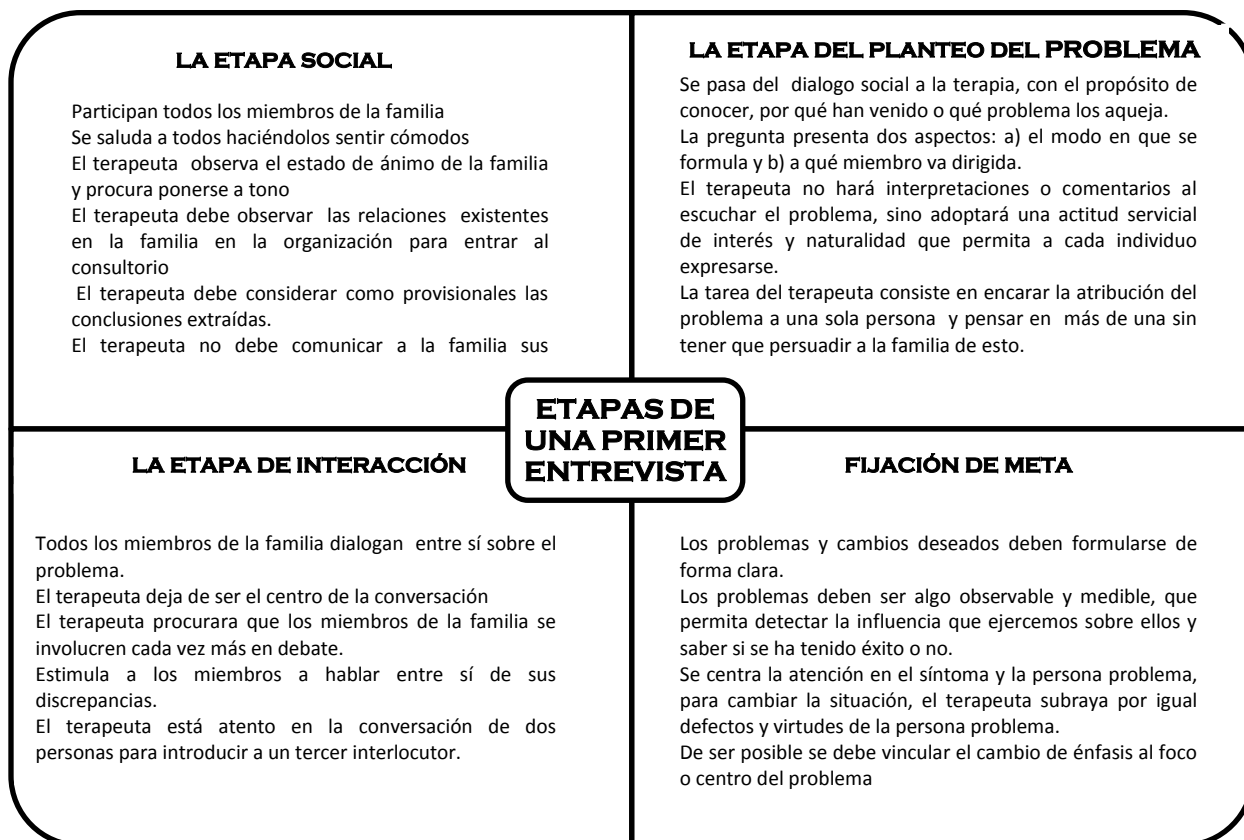 LA ETAPA SOCIAL
Participan todos los miembros de la familia
Se saluda a todos haciéndolos sentir cómodos
El terapeuta observa el estado de ánimo de la familia
y procura ponerse a tono
El terapeuta debe observar las relaciones existentes
en la familia en la organización para entrar al
consultorio
El terapeuta debe considerar como provisionales las
conclusiones extraídas.
El terapeuta no debe comunicar a la familia sus
LA ETAPA DEL PLANTEO DEL PROBLEMA
Se pasa del dialogo social a la terapia, con el propósito de
conocer, por qué han venido o qué problema los aqueja.
La pregunta presenta dos aspectos: a) el modo en que se
formula y b) a qué miembro va dirigida.
El terapeuta no hará interpretaciones o comentarios al
escuchar el problema, sino adoptará una actitud servicial
de interés y naturalidad que permita a cada individuo
expresarse.
La tarea del terapeuta consiste en encarar la atribución del
problema a una sola persona y pensar en más de una sin
tener que persuadir a la familia de esto.
ETAPAS DE
UNA PRIMER
ENTREVISTA
LA ETAPA DE INTERACCIÓN
Todos los miembros de la familia dialogan entre sí sobre el
problema.
El terapeuta deja de ser el centro de la conversación
El terapeuta procurara que los miembros de la familia se
involucren cada vez más en debate.
Estimula a los miembros a hablar entre sí de sus
discrepancias.
El terapeuta está atento en la conversación de dos
personas para introducir a un tercer interlocutor.
FIJACIÓN DE META
Los problemas y cambios deseados deben formularse de
forma clara.
Los problemas deben ser algo observable y medible, que
permita detectar la influencia que ejercemos sobre ellos y
saber si se ha tenido éxito o no.
Se centra la atención en el síntoma y la persona problema,
para cambiar la situación, el terapeuta subraya por igual
defectos y virtudes de la persona problema.
De ser posible se debe vincular el cambio de énfasis al foco
o centro del problema